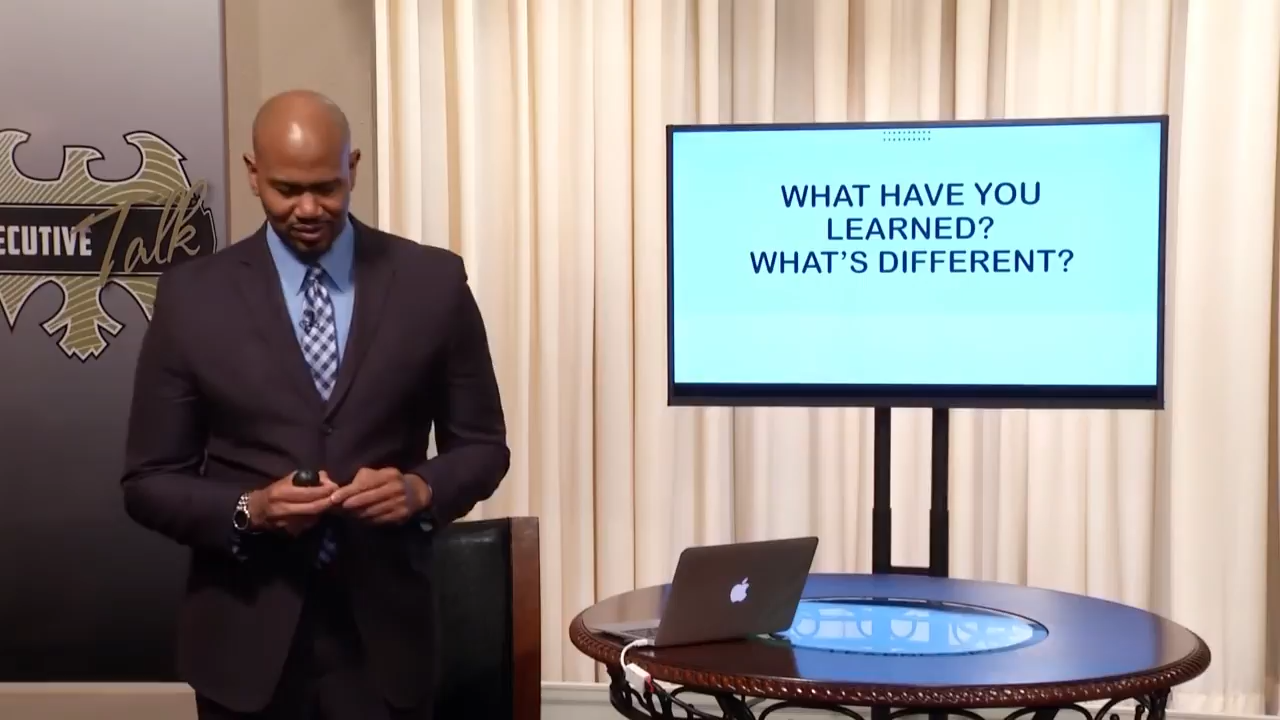 ECUTIVE
Talk
WHAT HAVE YOU
LEARNED?
WHAT'S DIFFERENT?